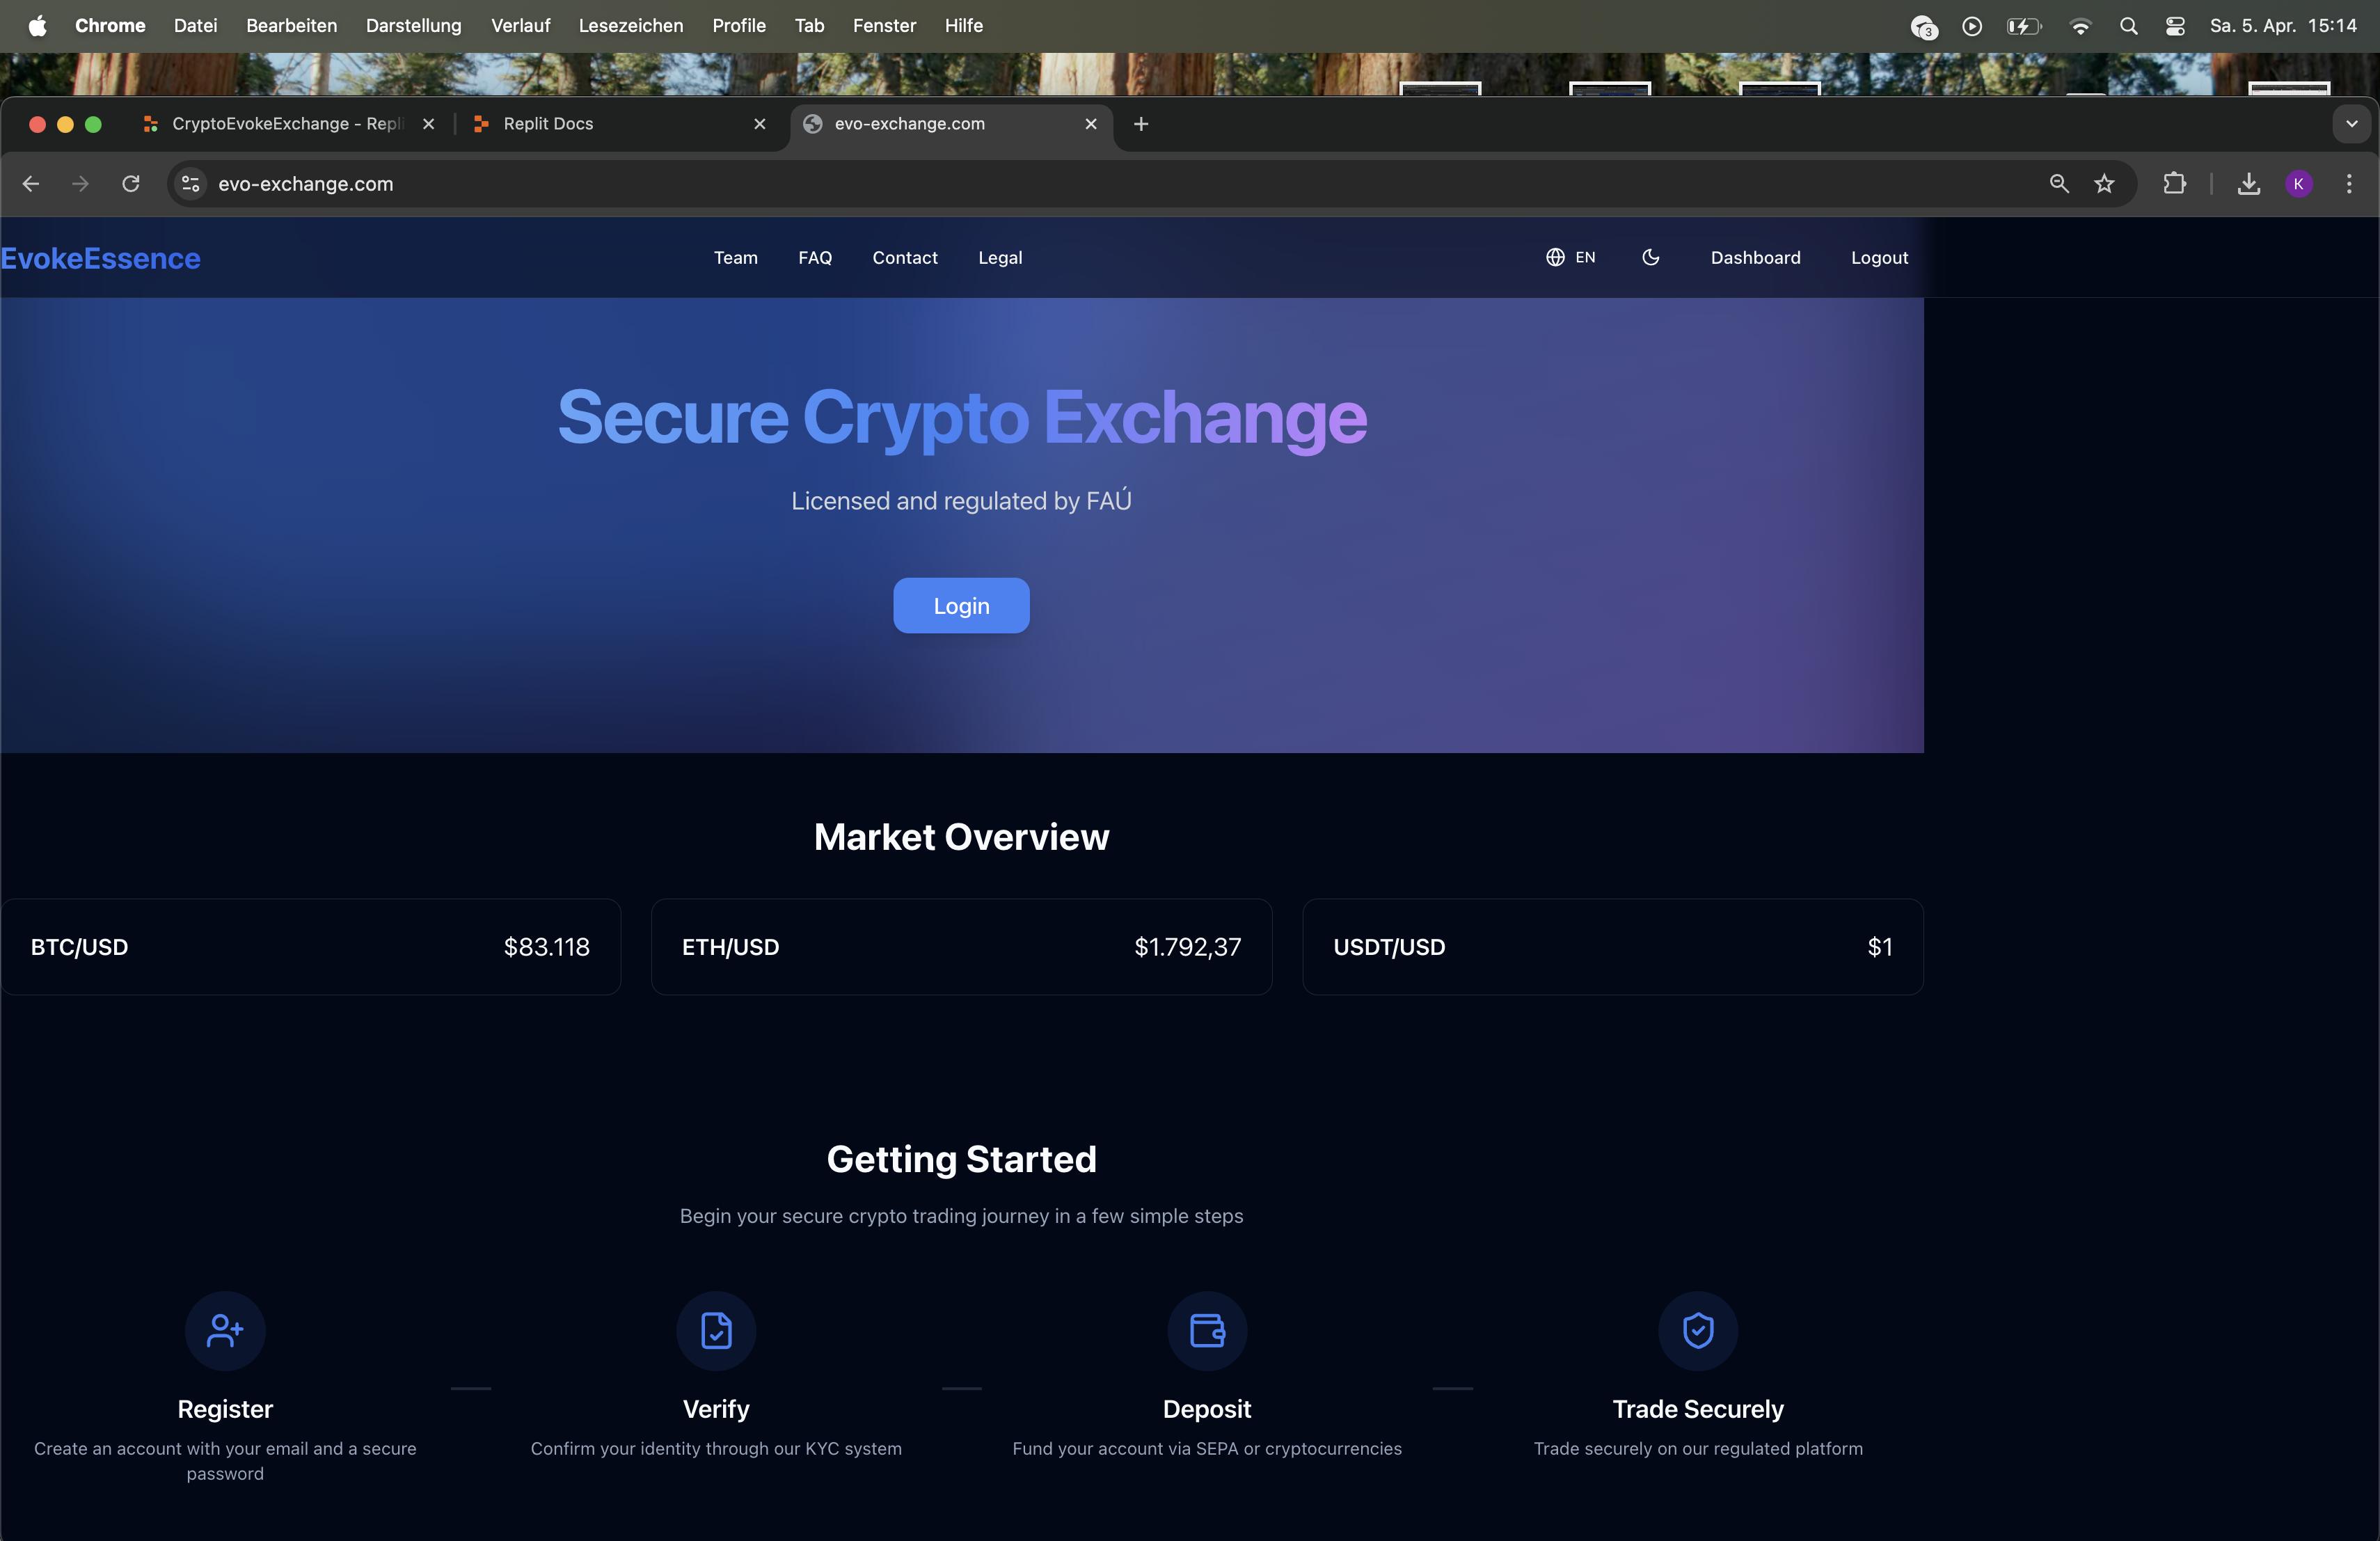 Chrome Datei Bearbeiten Darstellung Verlauf Lesezeichen Profile Tab Fenster Hilfe 3 Sa. 5. Apr. 15:14
CryptoEvokeExchange - Repli Replit Docs evo-exchange.com
evo-exchange.com K
EvokeEssence Team FAQ Contact Legal EN Dashboard Logout
Secure Crypto Exchange
Licensed and regulated by FAÚ
Login
Market Overview
BTC/USD $83.118 ETH/USD $1.792,37 USDT/USD $1
Getting Started
Begin your secure crypto trading journey in a few simple steps
Register Verify Deposit Trade Securely
Create an account with your email and a secure
password
Confirm your identity through our KYC system
Fund your account via SEPA or cryptocurrencies
Trade securely on our regulated platform